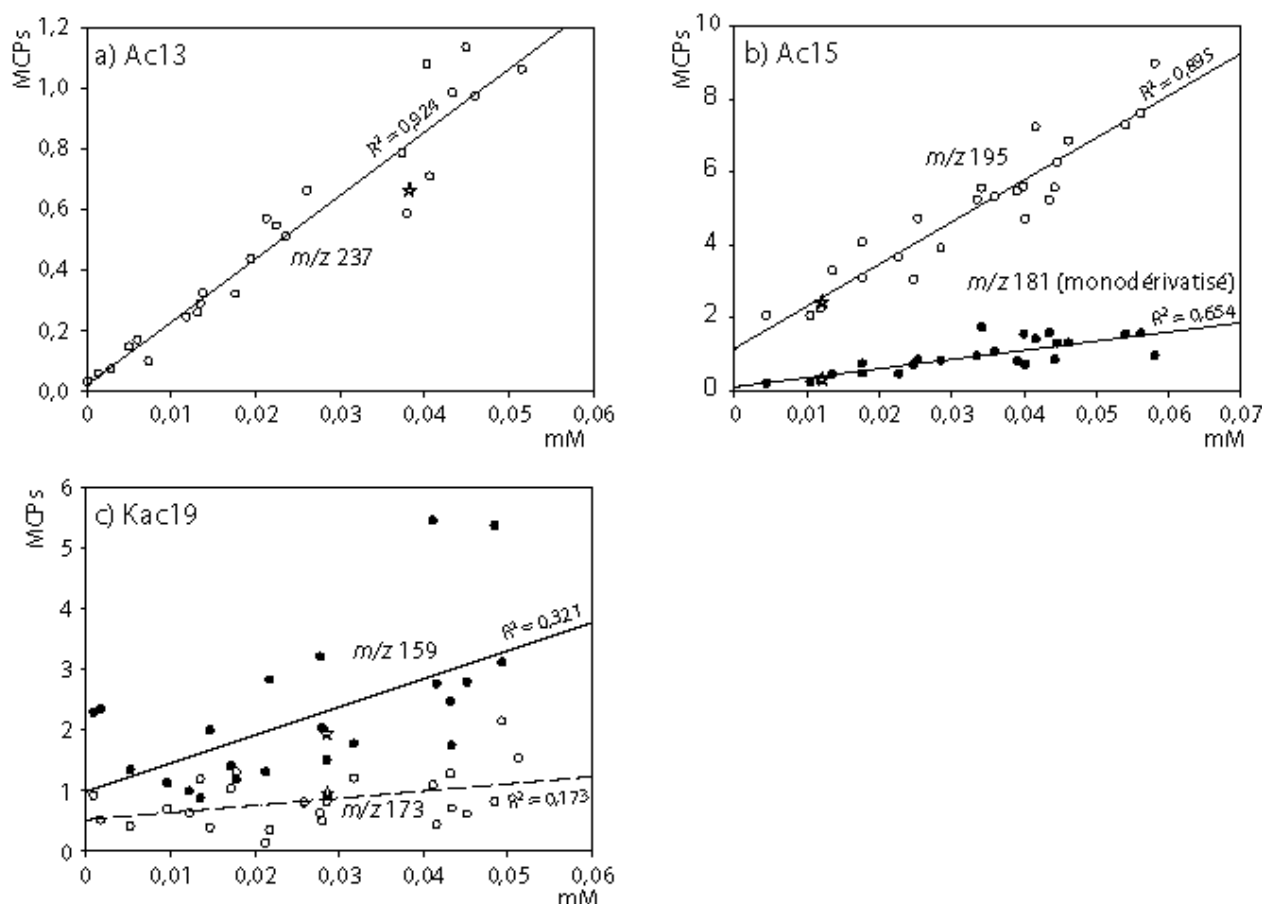 a) Ac13
MCPs
1,2
1,0
0,8
0,6
0,4
0,2
0,0
R² = 0,924
m/z 237
0 0,01 0,02 0,03 0,04 0,05 0,06
mM
b) Ac15
MCPs
10
8
6
4
2
0
R² = 0,895
m/z 195
m/z 181 (monodérivatisé)
R² = 0,654
0 0,01 0,02 0,03 0,04 0,05 0,06 0,07
mM
c) Kac19
MCPs
6
5
4
3
2
1
0
R² = 0,321
m/z 159
m/z 173
R² = 0,173
0 0,01 0,02 0,03 0,04 0,05 0,06
mM